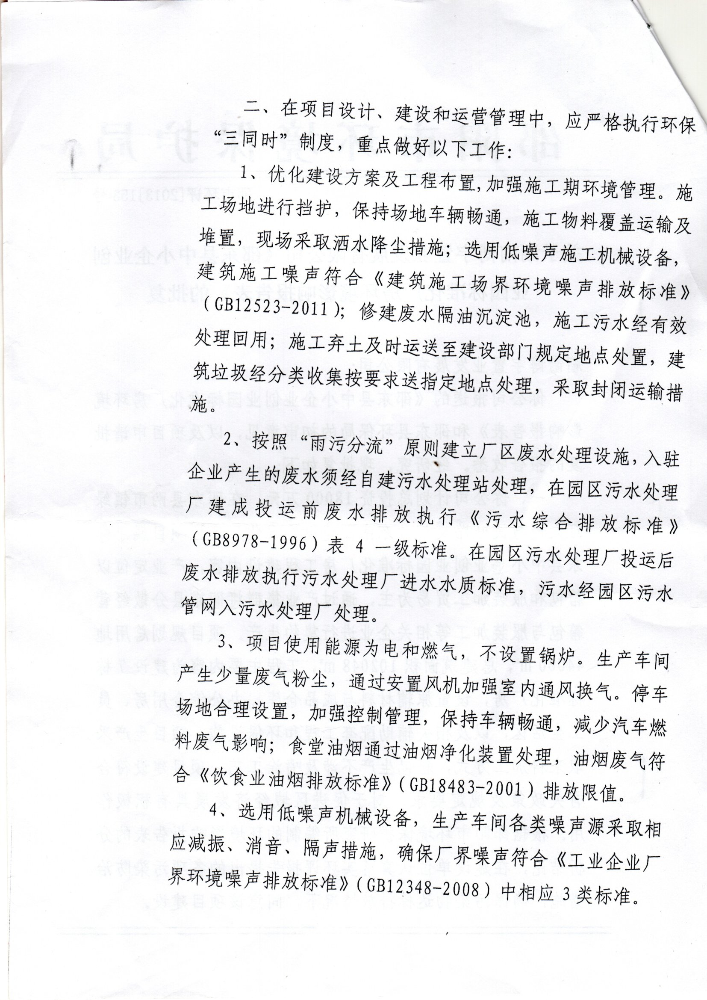 二、在项目设计、建设和运营管理中，应严格执行环保
“三同时”制度，重点做好以下工作：
1、优化建设方案及工程布置，加强施工期环境管理。施
工场地进行挡护，保持场地车辆畅通，施工物料覆盖运输及
堆置，现场采取洒水降尘措施；选用低噪声施工机械设备，
建筑施工噪声符合《建筑施工场界环境噪声排放标准》
（GB12523-2011）；修建废水隔油沉淀池，施工污水经有效
处理回用；施工弃土及时运送至建设部门规定地点处置，建
筑垃圾经分类收集按要求送指定地点处理，采取封闭运输措
施。
2、按照“雨污分流”原则建立厂区废水处理设施，入驻
企业产生的废水须经自建污水处理站处理，在园区污水处理
厂建成投运前废水排放执行《污水综合排放标准》
（GB8978-1996）表 4 一级标准。在园区污水处理厂投运后
废水排放执行污水处理厂进水水质标准，污水经园区污水
管网入污水处理厂处理。
3、项目使用能源为电和燃气，不设置锅炉。生产车间
产生少量废气粉尘，通过安置风机加强室内通风换气。停车
场地合理设置，加强控制管理，保持车辆畅通，减少汽车燃
料废气影响；食堂油烟通过油烟净化装置处理，油烟废气符
合《饮食业油烟排放标准》（GB18483-2001）排放限值。
4、选用低噪声机械设备，生产车间各类噪声源采取相
应减振、消音、隔声措施，确保厂界噪声符合《工业企业厂
界环境噪声排放标准》（GB12348-2008）中相应 3 类标准。